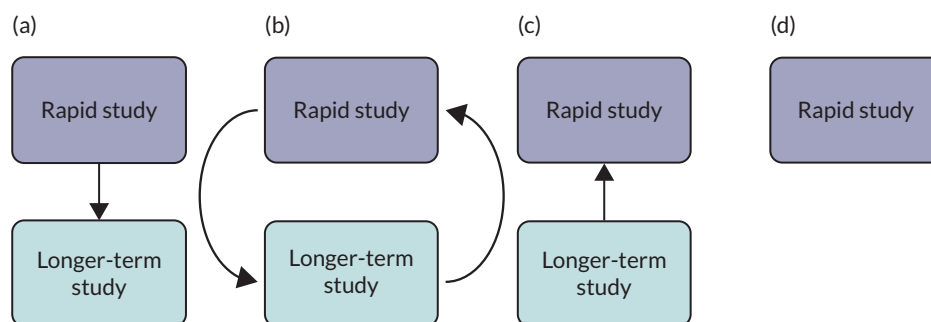 (a)
(b)
(c)
(d)
Rapid study
Rapid study
Rapid study
Rapid study
Longer-term
study
Longer-term
study
Longer-term
study